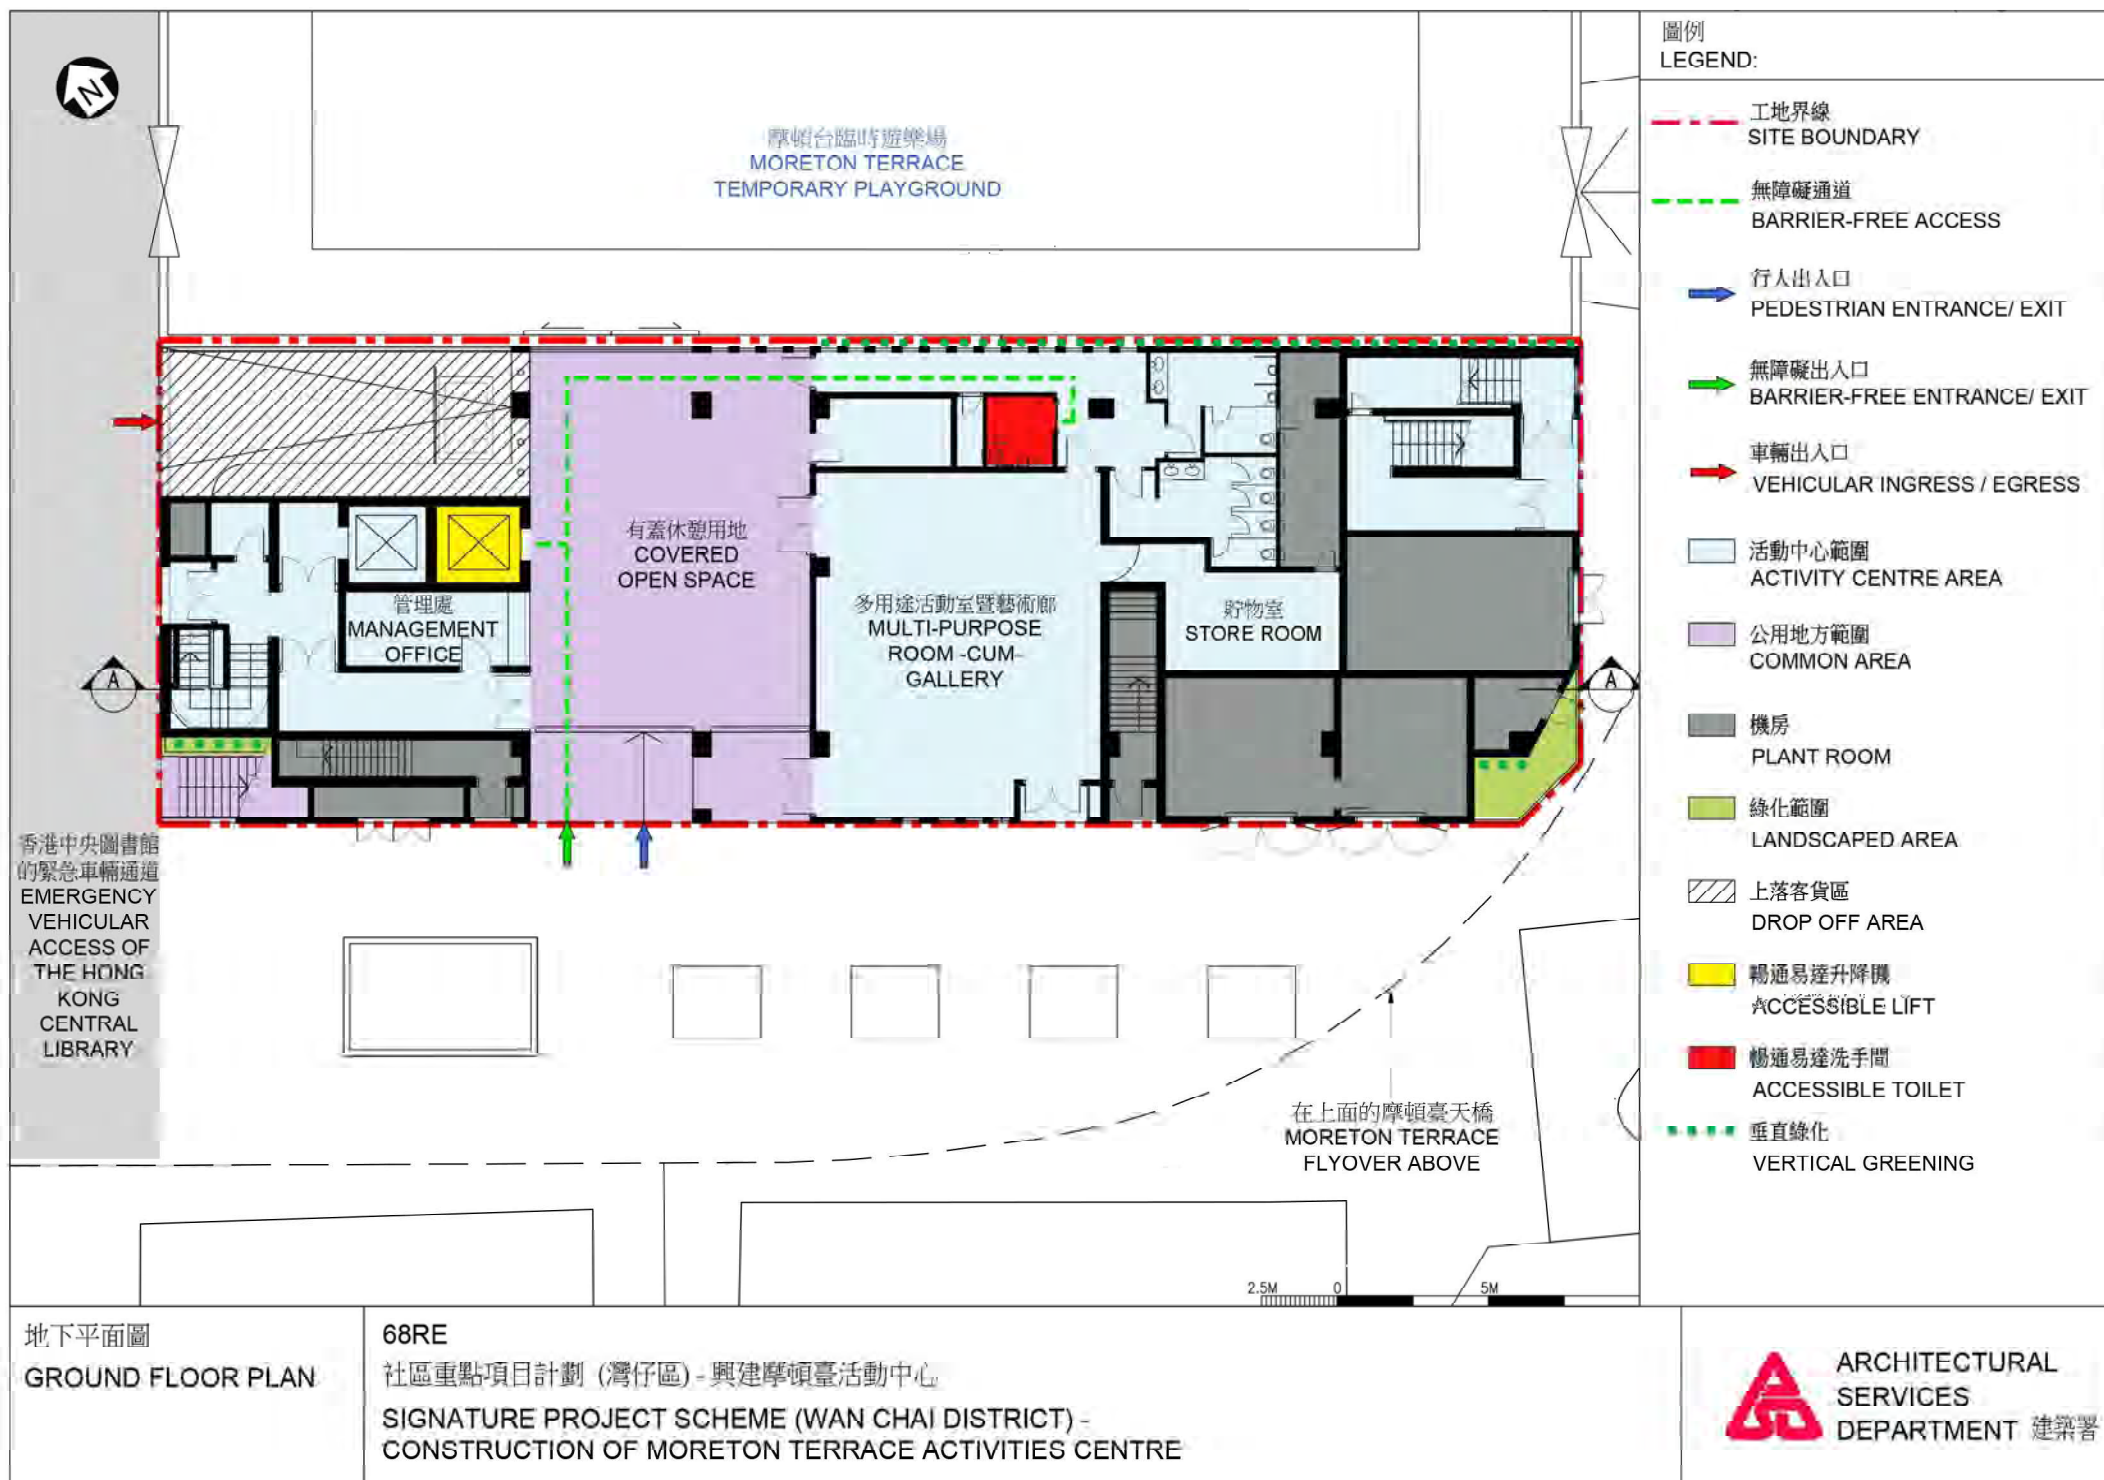 N
摩頓台臨時遊樂場
MORETON TERRACE
TEMPORARY PLAYGROUND
有蓋休憩用地
COVERED
OPEN SPACE
管理處
MANAGEMENT
OFFICE
多用途活動室暨藝術廊
MULTI-PURPOSE
ROOM -CUM-
GALLERY
貯物室
STORE ROOM
A
A
香港中央圖書館
的緊急車輛通道
EMERGENCY
VEHICULAR
ACCESS OF
THE HONG
KONG
CENTRAL
LIBRARY
在上面的摩頓臺天橋
MORETON TERRACE
FLYOVER ABOVE
2.5M 0 5M
圖例
LEGEND:
工地界線
SITE BOUNDARY
無障礙通道
BARRIER-FREE ACCESS
行人出入口
PEDESTRIAN ENTRANCE/ EXIT
無障礙出入口
BARRIER-FREE ENTRANCE/ EXIT
車輛出入口
VEHICULAR INGRESS / EGRESS
活動中心範圍
ACTIVITY CENTRE AREA
公用地方範圍
COMMON AREA
機房
PLANT ROOM
綠化範圍
LANDSCAPED AREA
上落客貨區
DROP OFF AREA
暢通易達升降機
ACCESSIBLE LIFT
暢通易達洗手間
ACCESSIBLE TOILET
垂直綠化
VERTICAL GREENING
地下平面圖
GROUND FLOOR PLAN
68RE
社區重點項目計劃 (灣仔區) - 興建摩頓臺活動中心
SIGNATURE PROJECT SCHEME (WAN CHAI DISTRICT) -
CONSTRUCTION OF MORETON TERRACE ACTIVITIES CENTRE
ARCHITECTURAL
SERVICES
DEPARTMENT 建築署